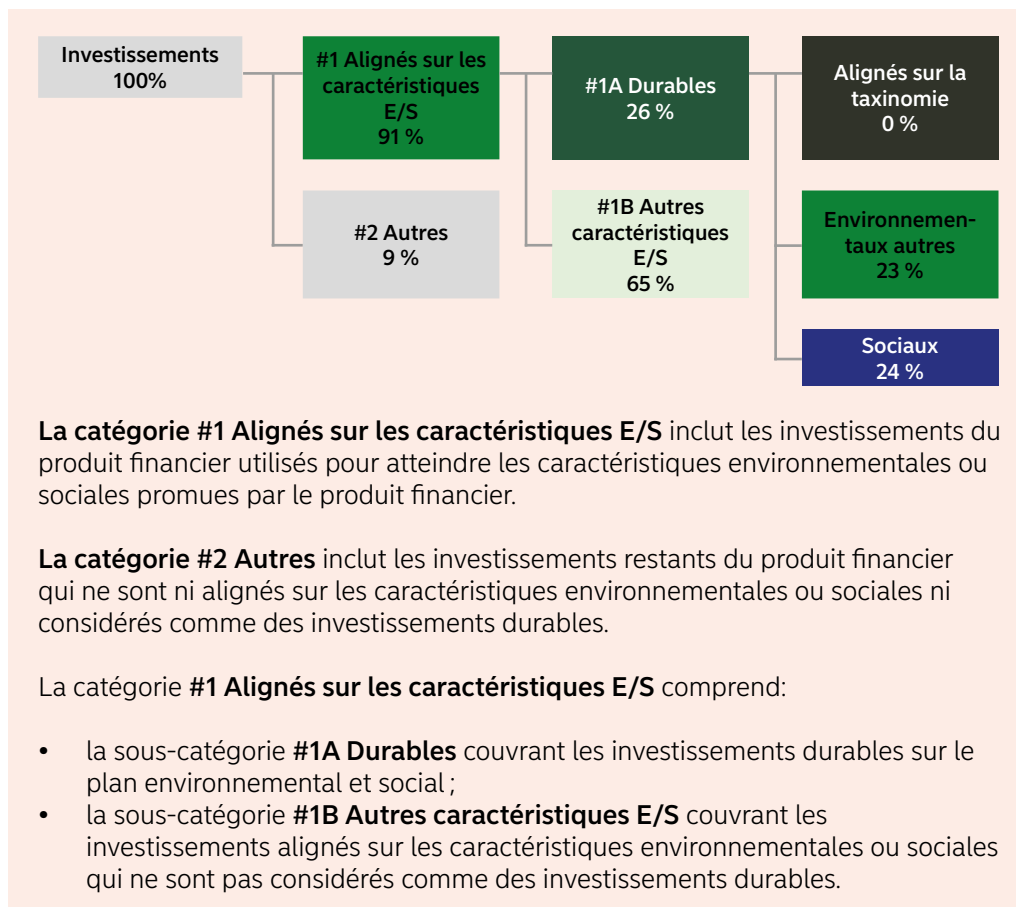 Investissements
100%
#1 Alignés sur les
caractéristiques
E/S
91 %
#1A Durables
26 %
Alignés sur la
taxinomie
0 %
#2 Autres
9 %
#1B Autres
caractéristiques
E/S
65 %
Environnemen-
taux autres
23 %
Sociaux
24 %
La catégorie #1 Alignés sur les caractéristiques E/S inclut les investissements du
produit financier utilisés pour atteindre les caractéristiques environnementales ou
sociales promues par le produit financier.
La catégorie #2 Autres inclut les investissements restants du produit financier
qui ne sont ni alignés sur les caractéristiques environnementales ou sociales ni
considérés comme des investissements durables.
La catégorie #1 Alignés sur les caractéristiques E/S comprend:
• la sous-catégorie #1A Durables couvrant les investissements durables sur le
plan environnemental et social ;
• la sous-catégorie #1B Autres caractéristiques E/S couvrant les
investissements alignés sur les caractéristiques environnementales ou sociales
qui ne sont pas considérés comme des investissements durables.